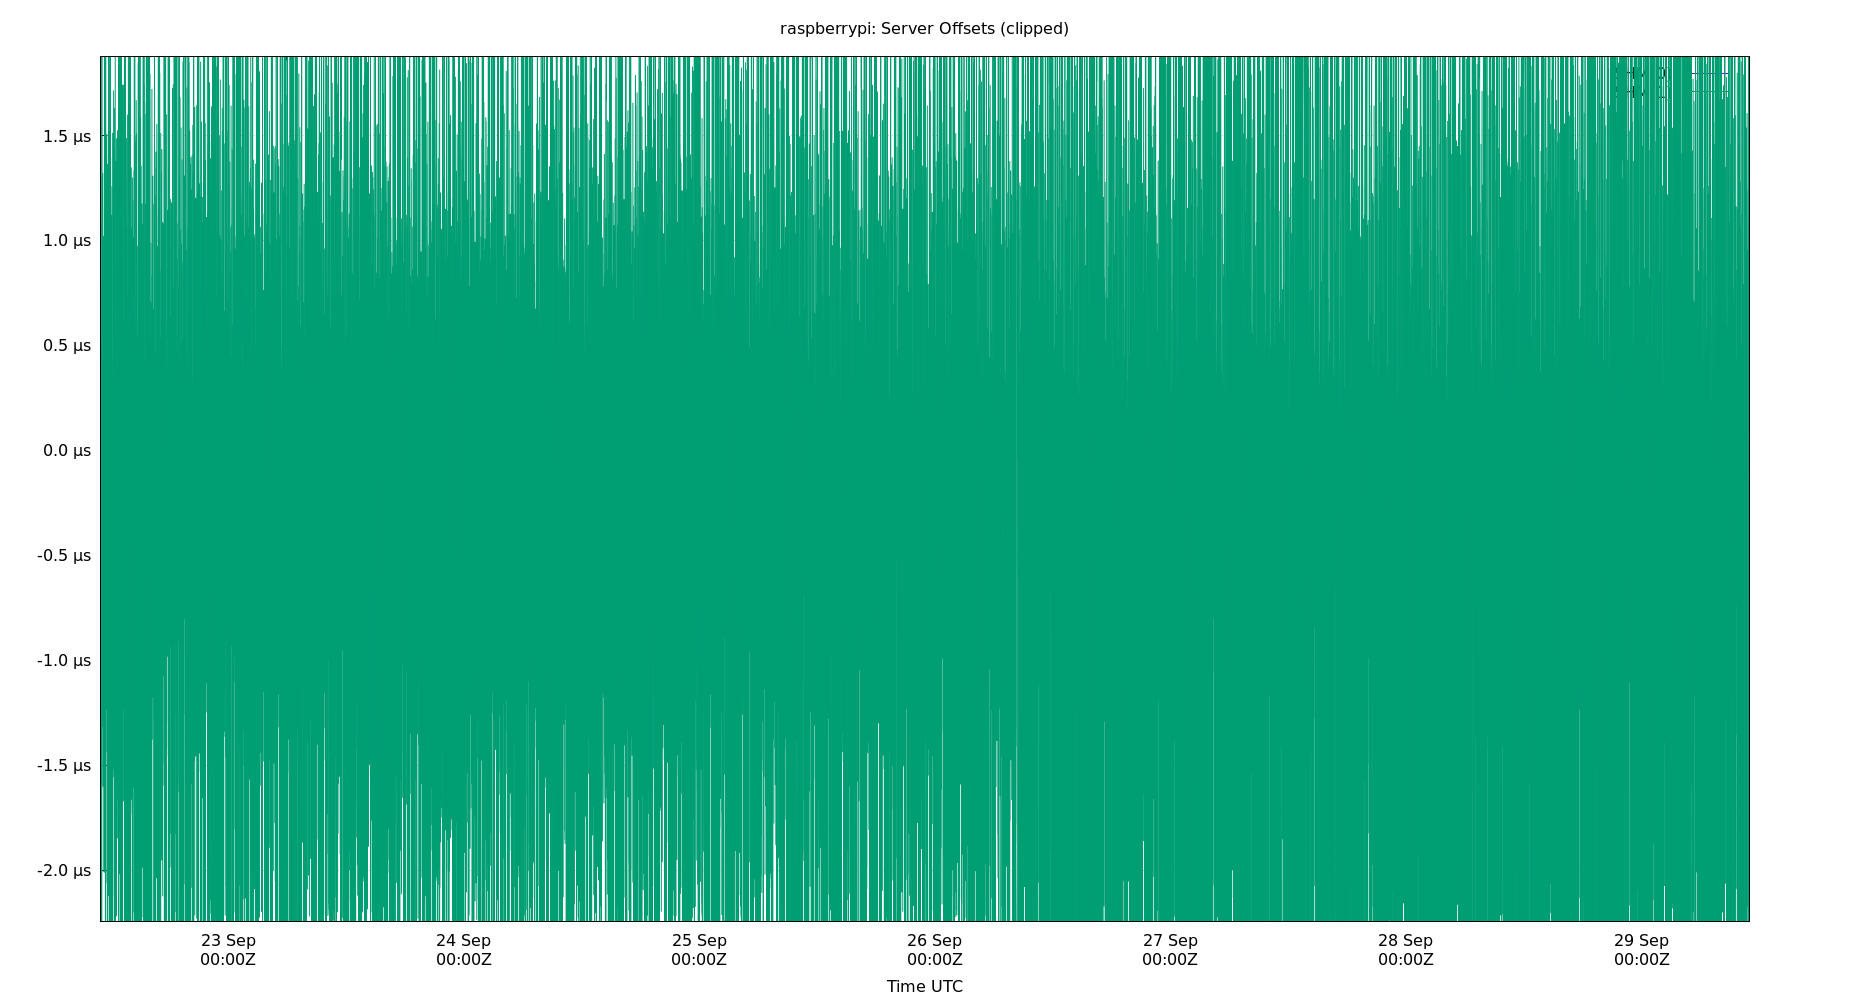 raspberrypi: Server Offsets (clipped)
1.5 µs
1.0 µs
0.5 µs
0.0 µs
-0.5 µs
-1.0 µs
-1.5 µs
-2.0 µs
23 Sep 24 Sep 25 Sep 26 Sep 27 Sep 28 Sep 29 Sep
00:00Z 00:00Z 00:00Z 00:00Z 00:00Z 00:00Z 00:00Z
Time UTC